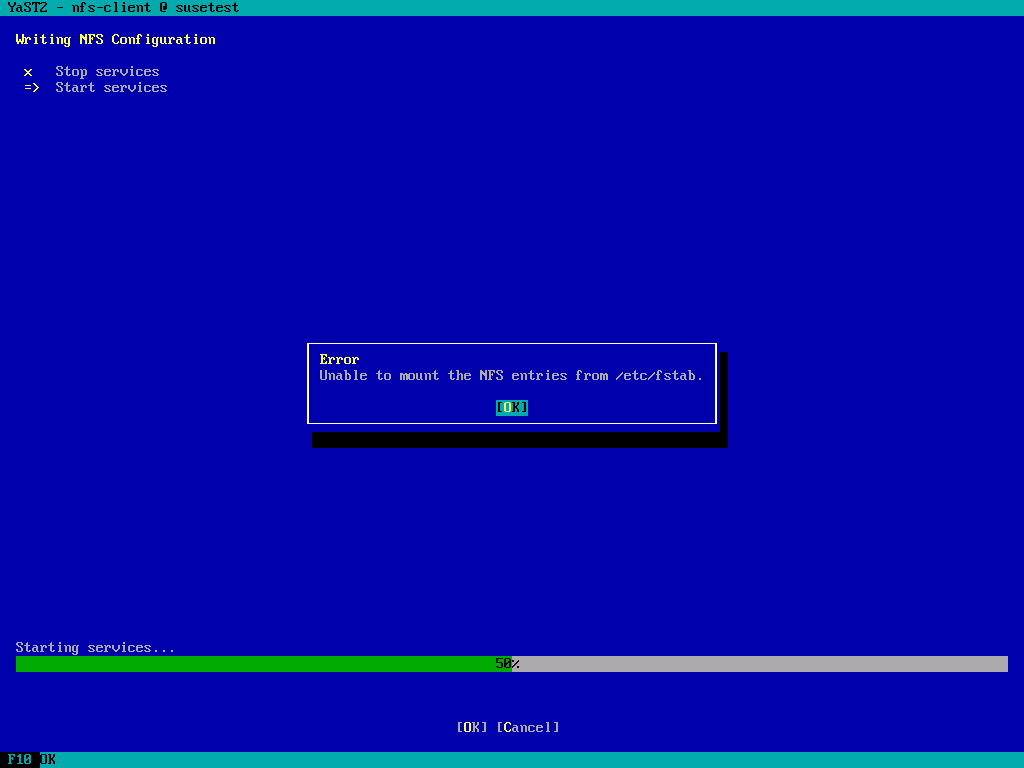 YaST2 - nfs-client @ susetest
Writing NFS Configuration
x Stop services
=> Start services
Error
Unable to mount the NFS entries from /etc/fstab.
[OK]
Starting services...
50%
[OK] [Cancel]
F10 OK